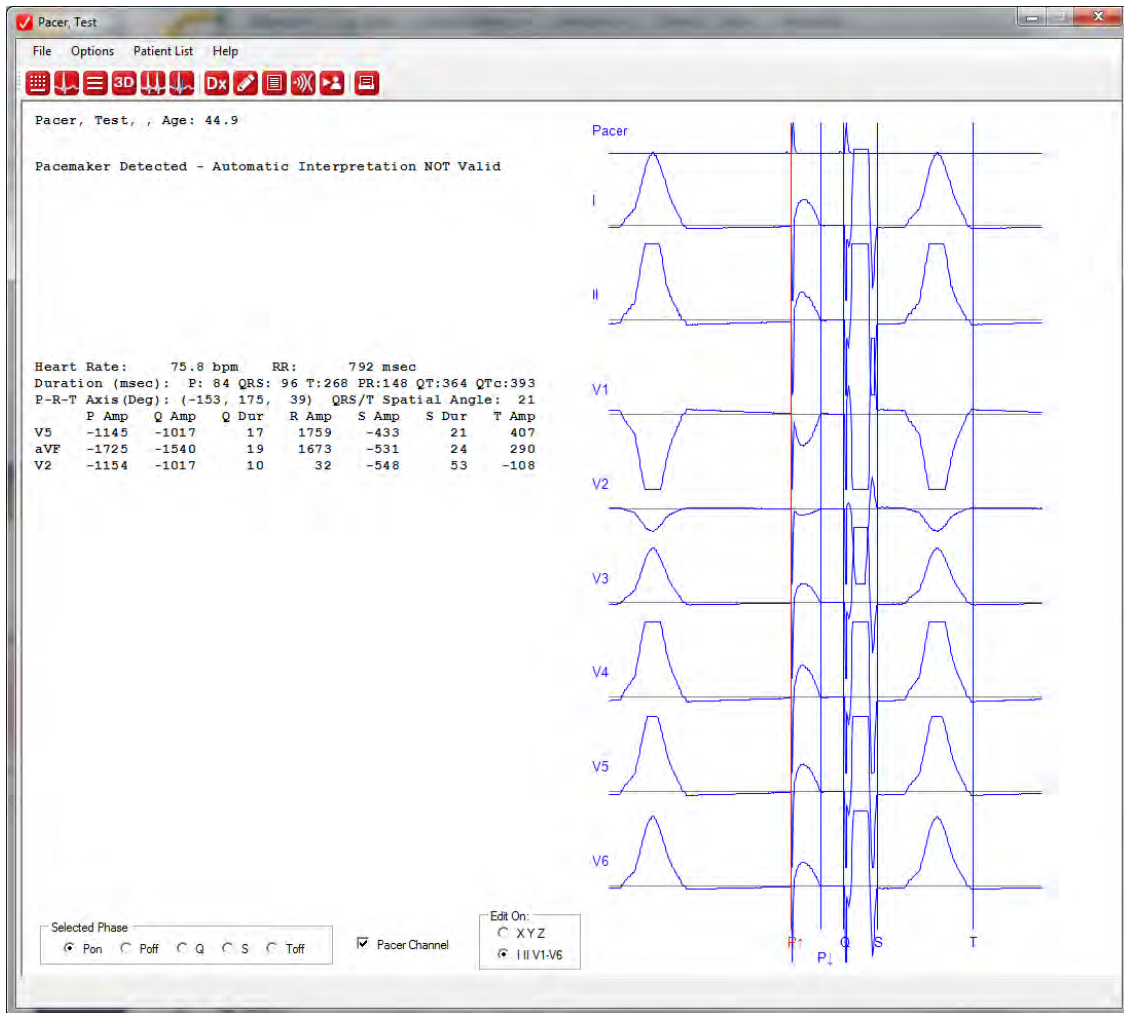 Pacer, Test
File Options Patient List Help
3D Dx
Pacer, Test, , Age: 44.9
Pacemaker Detected - Automatic Interpretation NOT Valid
Heart Rate: 75.8 bpm RR: 792 msec
Duration (msec): P: 84 QRS: 96 T:268 PR:148 QT:364 QTc:393
P-R-T Axis(Deg): (-153, 175, 39) QRS/T Spatial Angle: 21
P Amp Q Amp Q Dur R Amp S Amp S Dur T Amp
V5 -1145 -1017 17 1759 -433 21 407
aVF -1725 -1540 19 1673 -531 24 290
V2 -1154 -1017 10 32 -548 53 -108
Pacer
I
II
V1
V2
V3
V4
V5
V6
P↑ Q S T
P↓
Selected Phase
Pon Poff Q S Toff
Pacer Channel
Edit On:
X Y Z
I II V1-V6